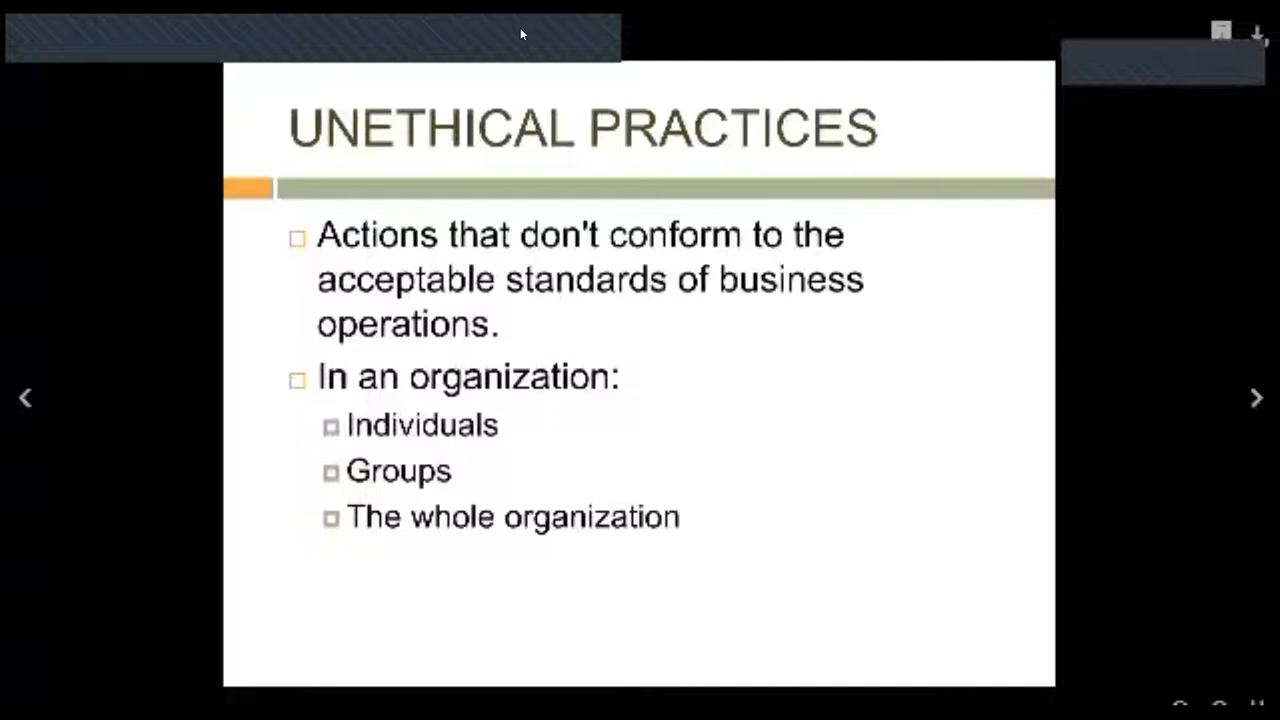 UNETHICAL PRACTICES
Actions that don't conform to the
acceptable standards of business
operations.
In an organization:
Individuals
Groups
The whole organization